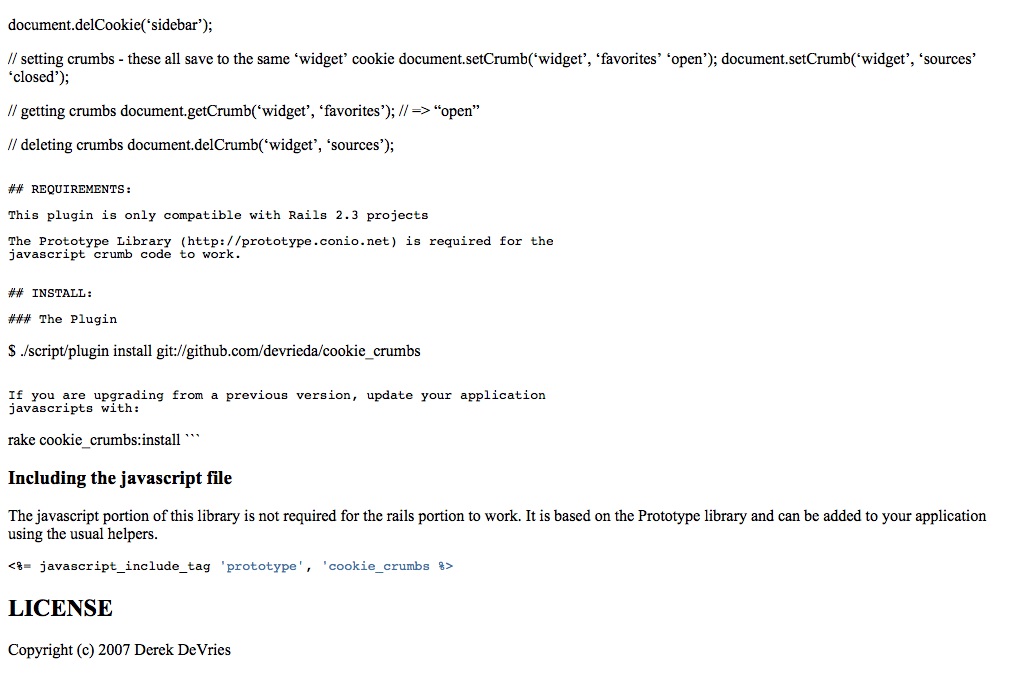 document.delCookie(‘sidebar’);
// setting crumbs - these all save to the same ‘widget’ cookie document.setCrumb(‘widget’, ‘favorites’ ‘open’); document.setCrumb(‘widget’, ‘sources’
‘closed’);
// getting crumbs document.getCrumb(‘widget’, ‘favorites’); // => “open”
// deleting crumbs document.delCrumb(‘widget’, ‘sources’);
## REQUIREMENTS:
This plugin is only compatible with Rails 2.3 projects
The Prototype Library (http://prototype.conio.net) is required for the
javascript crumb code to work.
## INSTALL:
### The Plugin
$ ./script/plugin install git://github.com/devrieda/cookie_crumbs
If you are upgrading from a previous version, update your application
javascripts with:
rake cookie_crumbs:install ```
Including the javascript file
The javascript portion of this library is not required for the rails portion to work. It is based on the Prototype library and can be added to your application
using the usual helpers.
<%= javascript_include_tag 'prototype', 'cookie_crumbs %>
LICENSE
Copyright (c) 2007 Derek DeVries